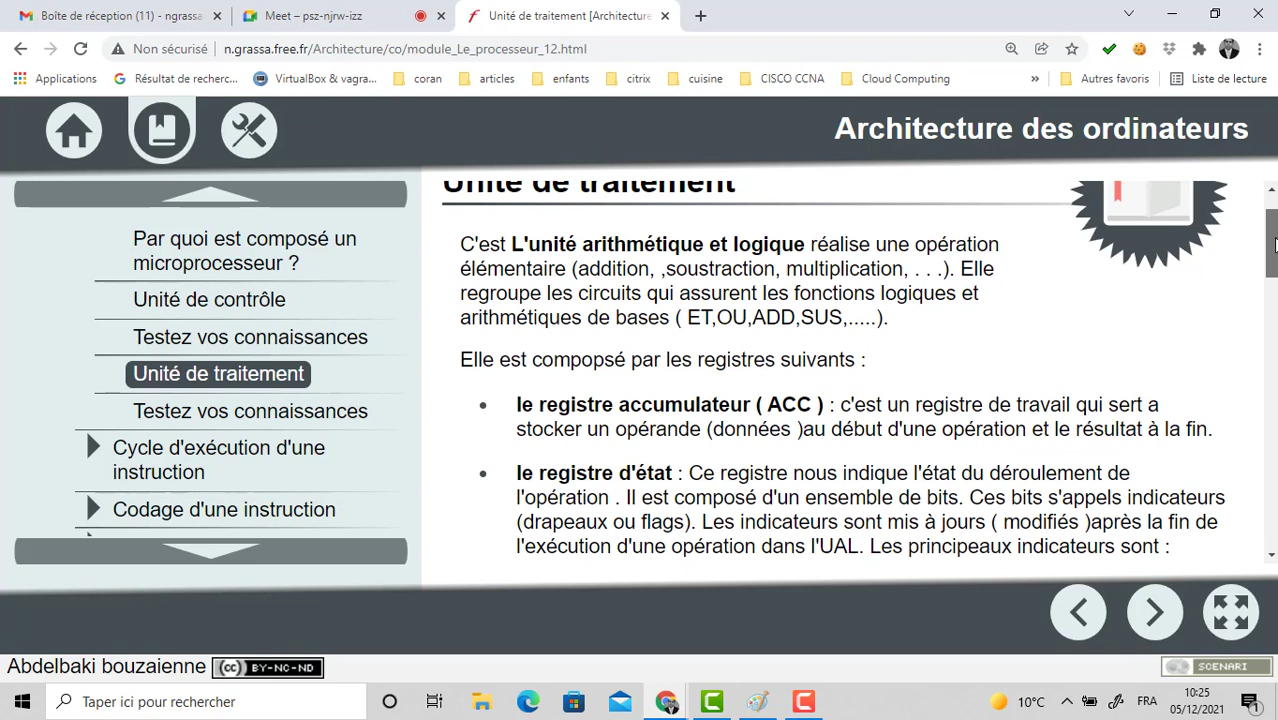 Boîte de réception (11) - ngrassa
Meet – psz-njrw-izz
Unité de traitement [Architecture
Non sécurisé
n.grassa.free.fr/Architecture/co/module_Le_processeur_12.html
Applications
Résultat de recherc...
VirtualBox & vagra...
coran
articles
enfants
citrix
cuisine
CISCO CCNA
Cloud Computing
»
Autres favoris
Liste de lecture
Architecture des ordinateurs
Par quoi est composé un
microprocesseur ?
Unité de contrôle
Testez vos connaissances
Unité de traitement
Testez vos connaissances
Cycle d'exécution d'une
instruction
Codage d'une instruction
Unité de traitement
C'est L'unité arithmétique et logique réalise une opération
élémentaire (addition, ,soustraction, multiplication, . . .). Elle
regroupe les circuits qui assurent les fonctions logiques et
arithmétiques de bases ( ET,OU,ADD,SUS,.....).
Elle est compopsé par les registres suivants :
• le registre accumulateur ( ACC ) : c'est un registre de travail qui sert a
stocker un opérande (données )au début d'une opération et le résultat à la fin.
• le registre d'état : Ce registre nous indique l'état du déroulement de
l'opération . Il est composé d'un ensemble de bits. Ces bits s'appels indicateurs
(drapeaux ou flags). Les indicateurs sont mis à jours ( modifiés )après la fin de
l'exécution d'une opération dans l'UAL. Les principeaux indicateurs sont :
Abdelbaki bouzaienne
cc BY-NC-ND
SCENARI
Taper ici pour rechercher
10°C
FRA
10:25
05/12/2021
1